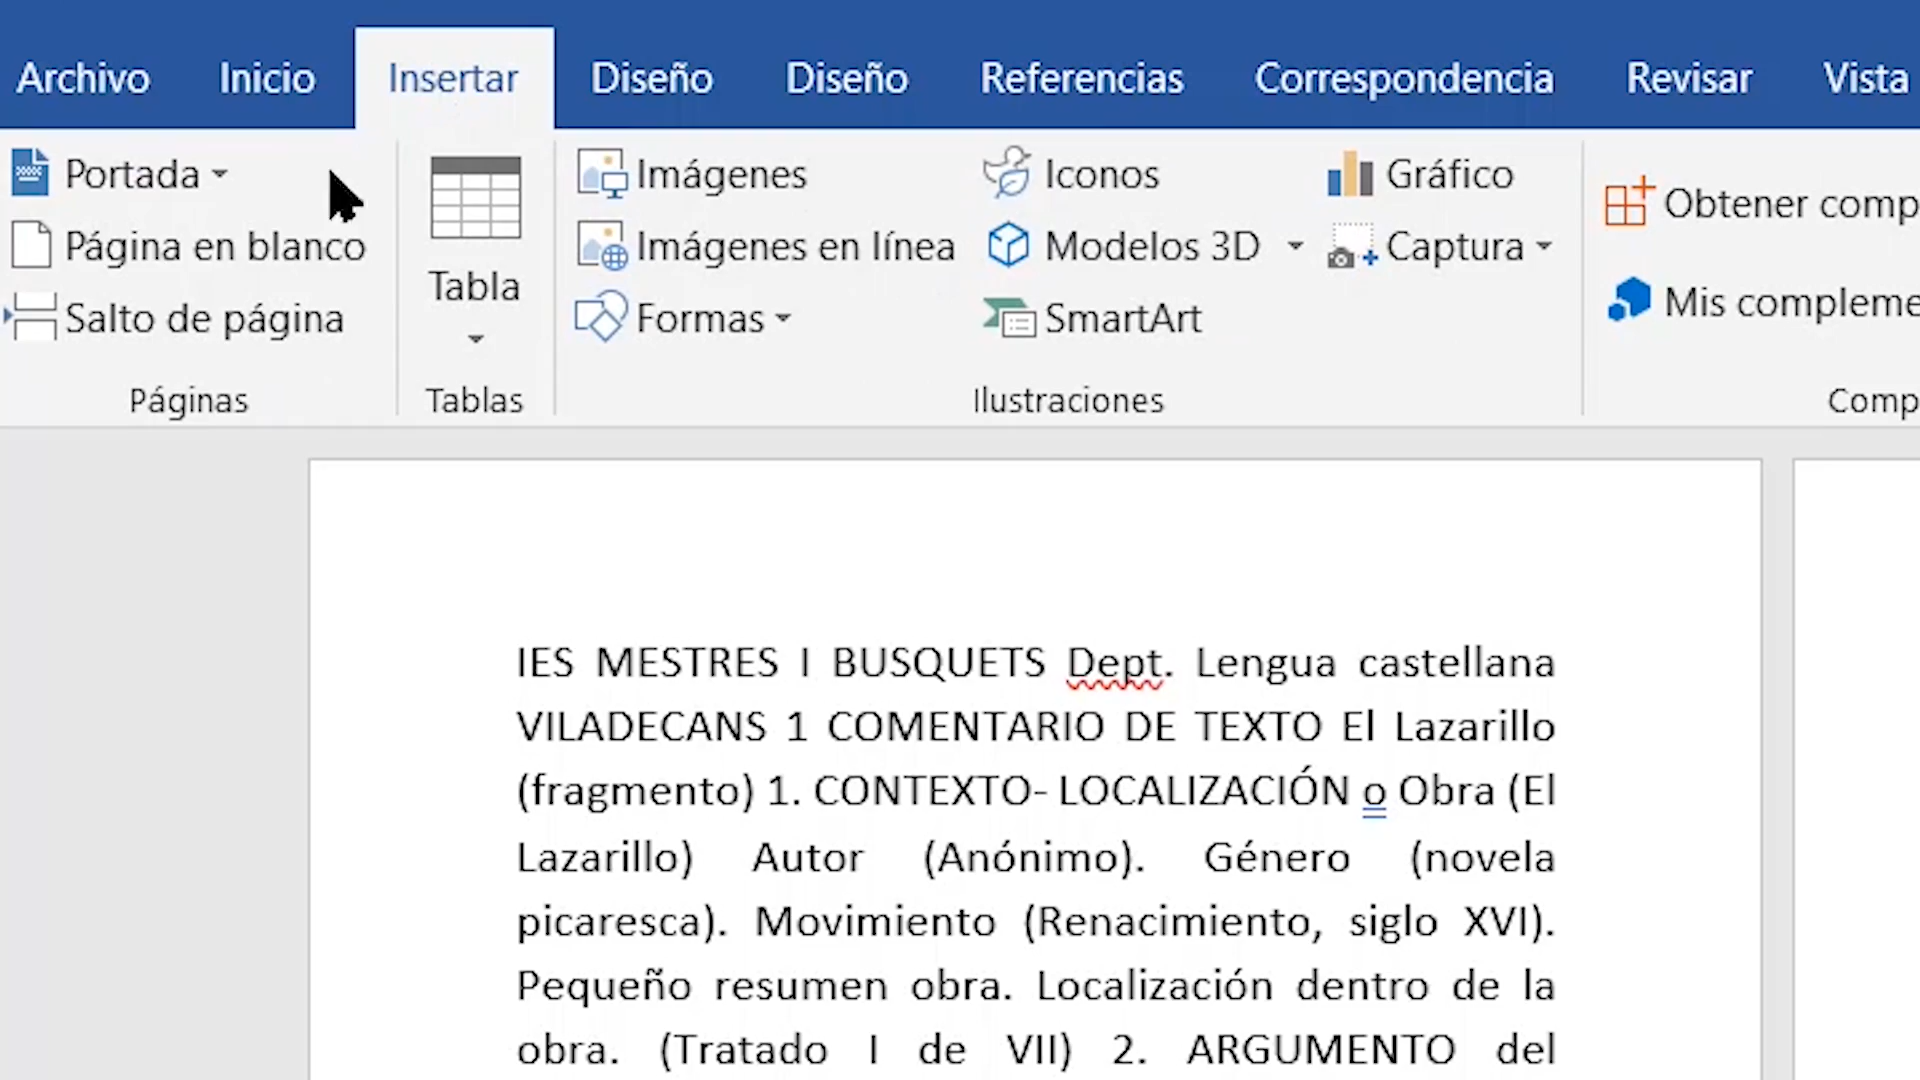 Archivo Inicio Insertar Diseño Diseño Referencias Correspondencia Revisar Vista
Portada
Página en blanco
Salto de página
Páginas
Tabla
Tablas
Imágenes
Imágenes en línea
Formas
Iconos
Modelos 3D
SmartArt
Gráfico
Captura
Ilustraciones
Obtener comp
Mis compleme
Comp
IES MESTRES I BUSQUETS Dept. Lengua castellana
VILADECANS 1 COMENTARIO DE TEXTO El Lazarillo
(fragmento) 1. CONTEXTO- LOCALIZACIÓN o Obra (El
Lazarillo) Autor (Anónimo). Género (novela
picaresca). Movimiento (Renacimiento, siglo XVI).
Pequeño resumen obra. Localización dentro de la
obra. (Tratado I de VII) 2. ARGUMENTO del